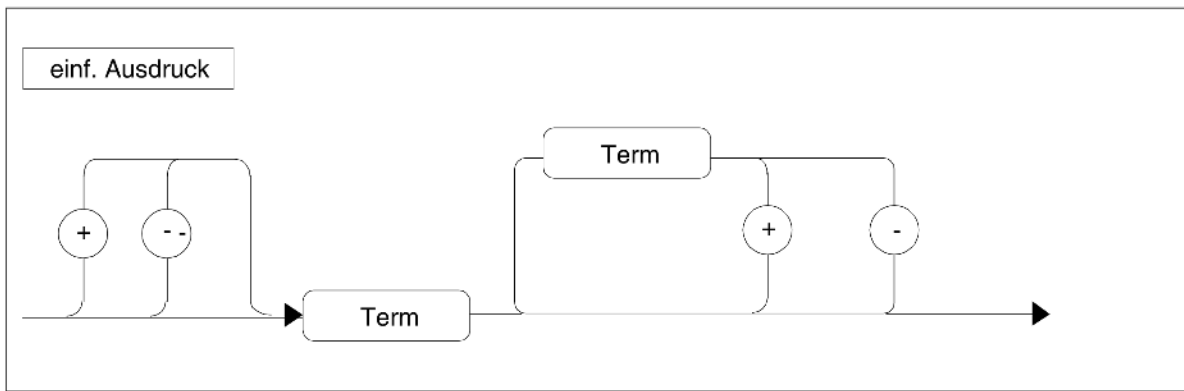 einf. Ausdruck
Term
+
--
+
-
Term